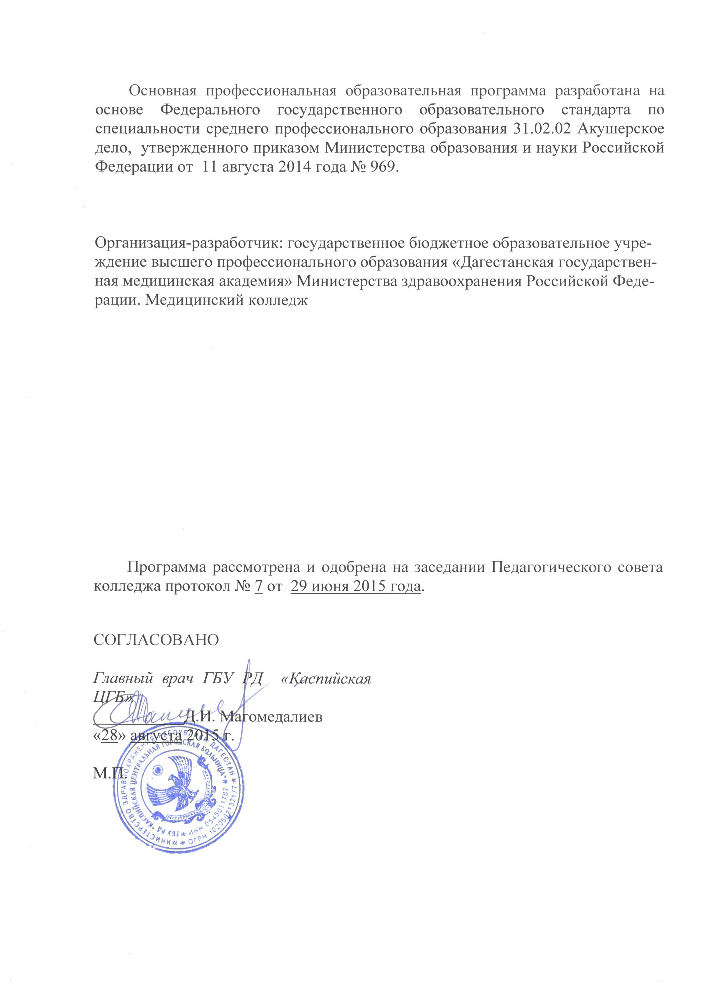 Основная профессиональная образовательная программа разработана на
основе Федерального государственного образовательного стандарта по
специальности среднего профессионального образования 31.02.02 Акушерское
дело, утвержденного приказом Министерства образования и науки Российской
Федерации от 11 августа 2014 года № 969.
Организация-разработчик: государственное бюджетное образовательное учре-
ждение высшего профессионального образования «Дагестанская государствен-
ная медицинская академия» Министерства здравоохранения Российской Феде-
рации. Медицинский колледж
Программа рассмотрена и одобрена на заседании Педагогического совета
колледжа протокол № 7 от 29 июня 2015 года.
СОГЛАСОВАНО
Главный врач ГБУ РД «Каспийская
ЦГБ»
Д.И. Магомедалиев
«28» августа 2015 г.
М.П.
МИНИСТЕРСТВО ЗДРАВООХРАНЕНИЯ РЕСПУБЛИКИ ДАГЕСТАН * ОГРН 1020502132177 *
ГБУ РД "КАСПИЙСКАЯ ЦЕНТРАЛЬНАЯ ГОРОДСКАЯ БОЛЬНИЦА" * ИНН 0545011787 *
РЕСПУБЛИКА ДАГЕСТАН